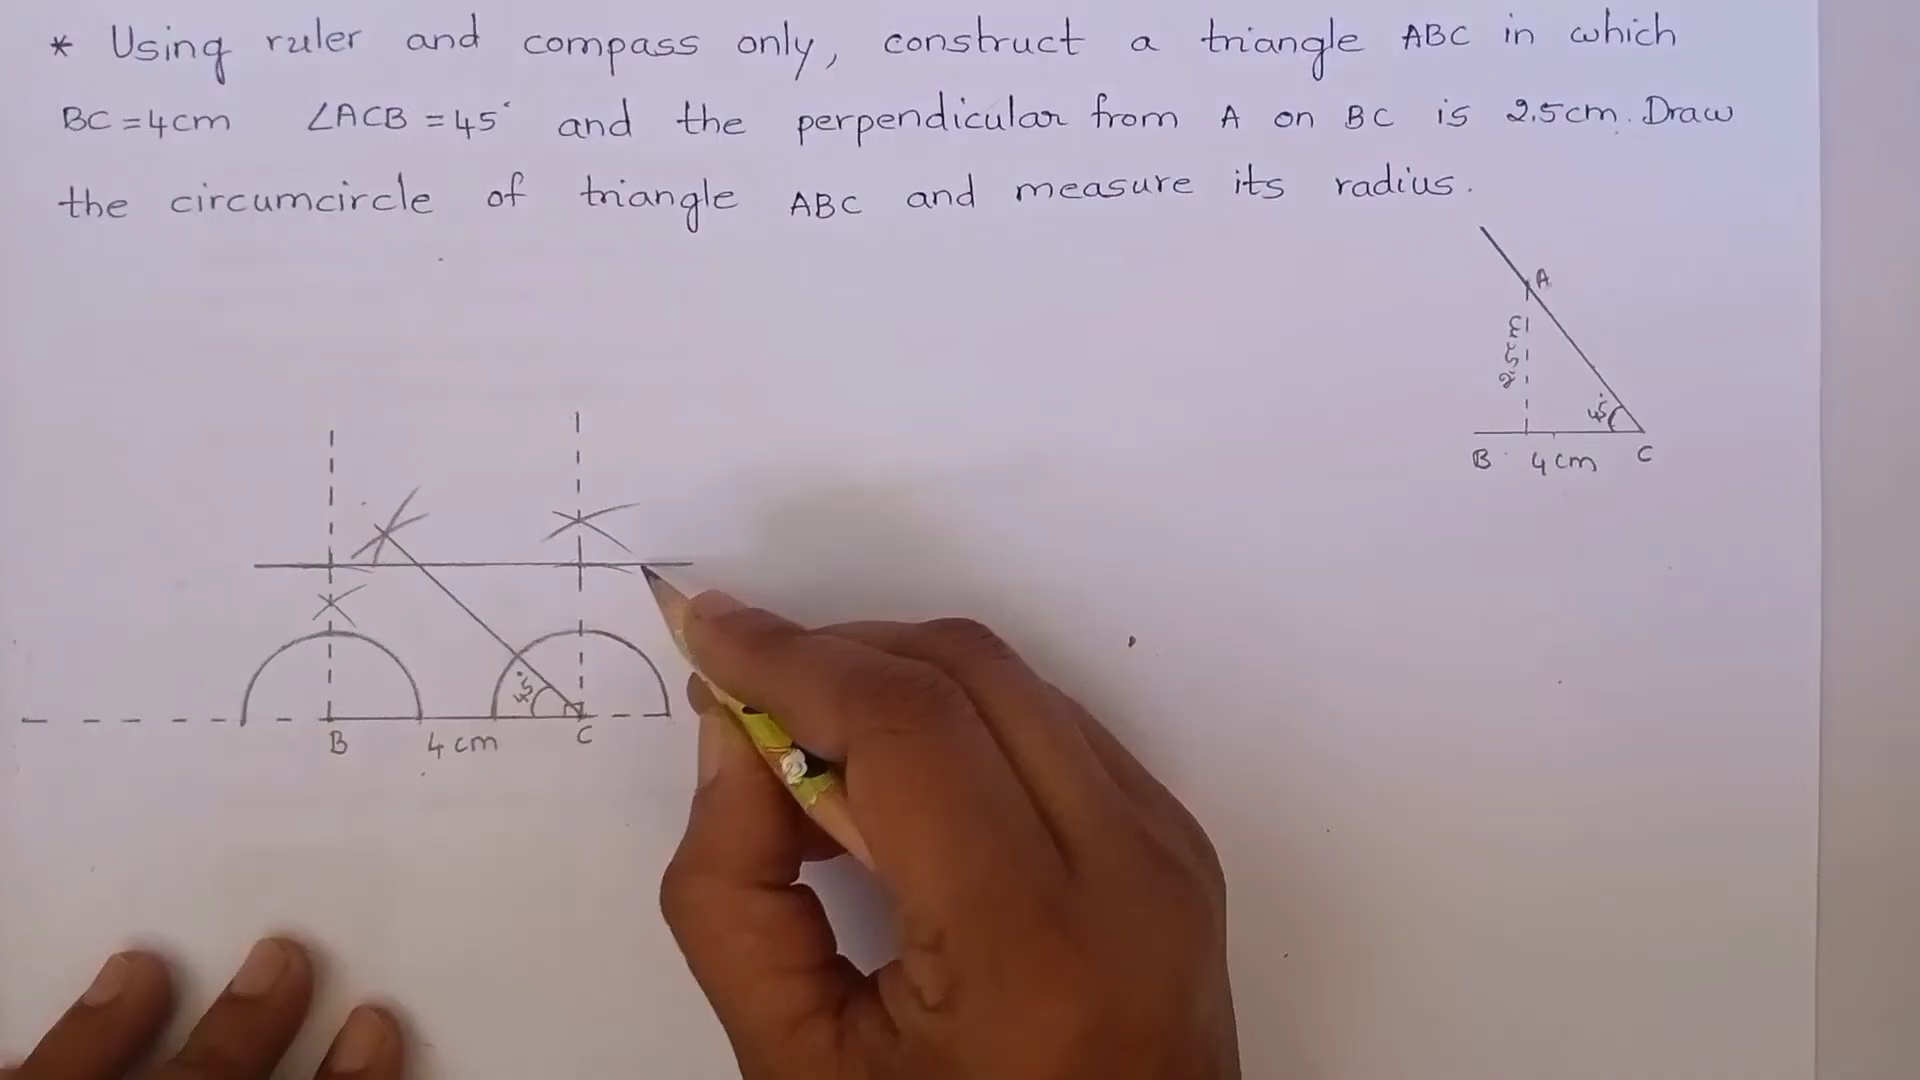 * Using ruler and compass only, construct a triangle ABC in which
BC = 4cm ∠ACB = 45° and the perpendicular from A on BC is 2.5cm. Draw
the circumcircle of triangle ABC and measure its radius.
A
2.5cm
45°
B 4cm C
45°
B 4cm C